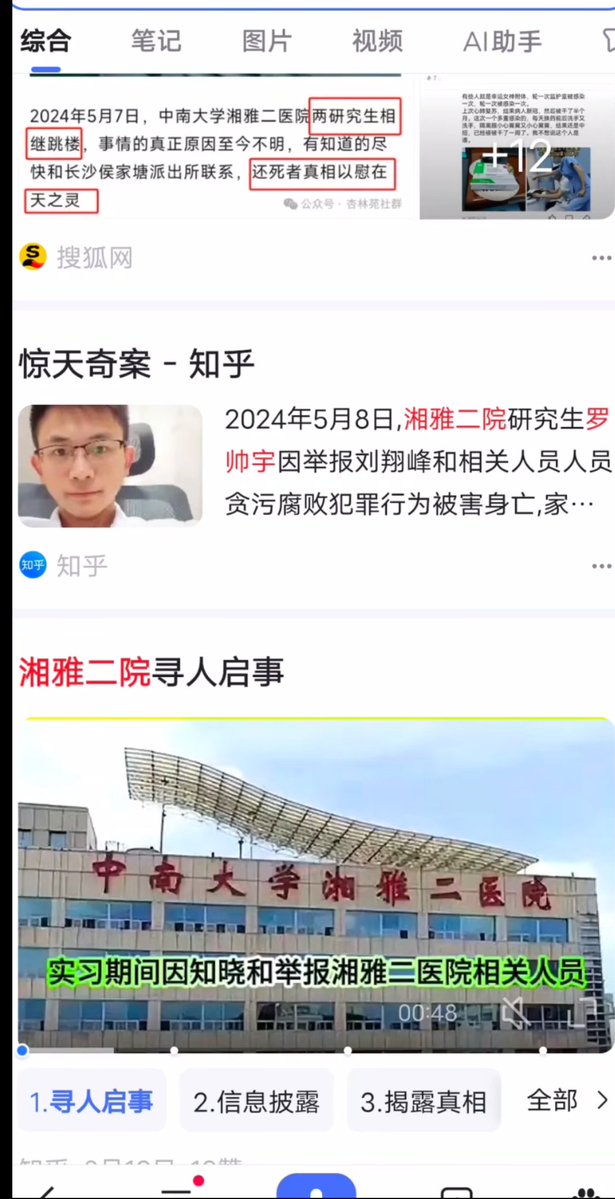 综合 笔记 图片 视频 AI助手
2024年5月7日，中南大学湘雅二医院两研究生相
继跳楼，事情的真正原因至今不明，有知道的尽
快和长沙侯家塘派出所联系，还死者真相以慰在
天之灵
公众号 · 杏林苑社群
+12
搜狐网
惊天奇案 - 知乎
2024年5月8日,湘雅二院研究生罗
帅宇因举报刘翔峰和相关人员人员
贪污腐败犯罪行为被害身亡,家…
知乎
知乎
湘雅二院寻人启事
中南大学湘雅二医院
实习期间因知晓和举报湘雅二医院相关人员
00:48
1.寻人启事 2.信息披露 3.揭露真相 全部